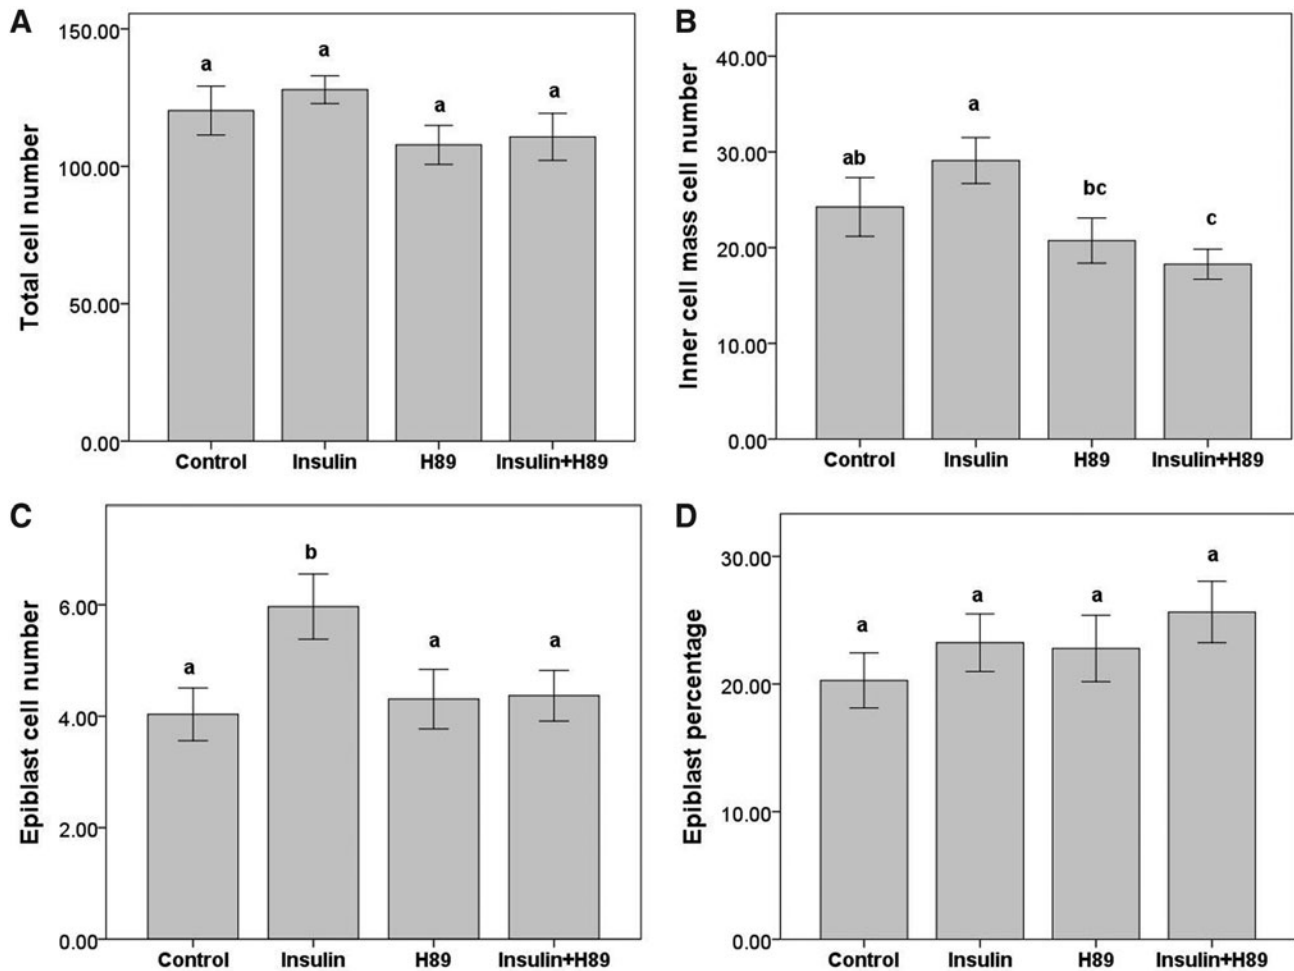 A
Total cell number
150.00
100.00
50.00
0.00
a
a
a
a
Control
Insulin
H89
Insulin+H89
B
Inner cell mass cell number
40.00
30.00
20.00
10.00
0.00
ab
a
bc
c
Control
Insulin
H89
Insulin+H89
C
Epiblast cell number
6.00
4.00
2.00
0.00
a
b
a
a
Control
Insulin
H89
Insulin+H89
D
Epiblast percentage
30.00
20.00
10.00
0.00
a
a
a
a
Control
Insulin
H89
Insulin+H89